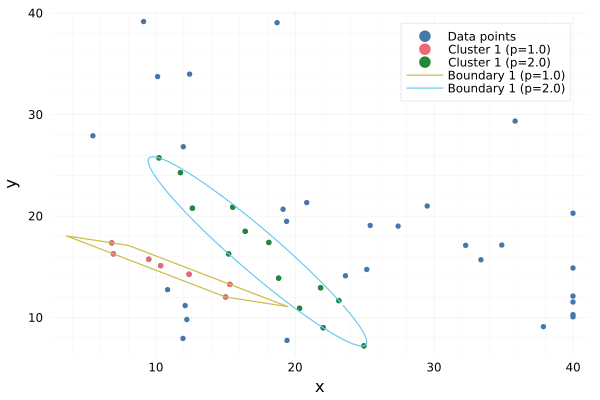 40
30
20
10
y
10
20
30
40
x
Data points
Cluster 1 (p=1.0)
Cluster 1 (p=2.0)
Boundary 1 (p=1.0)
Boundary 1 (p=2.0)